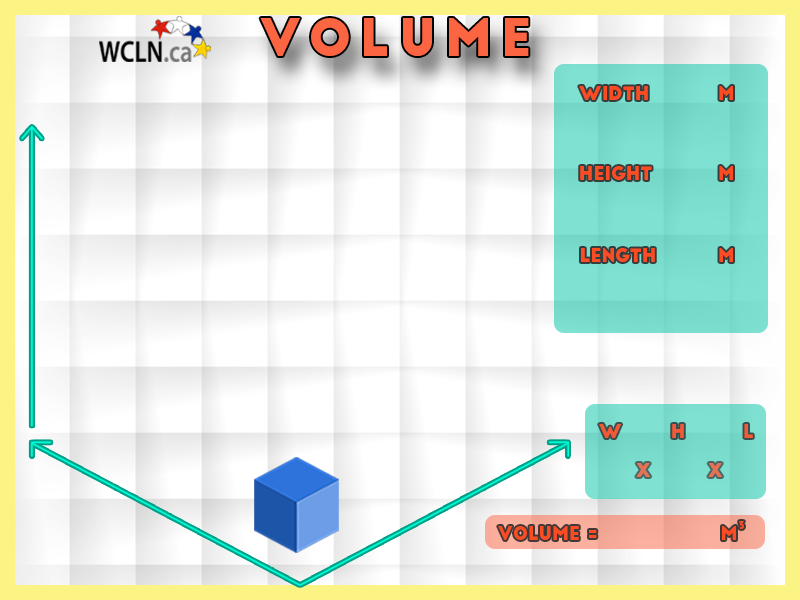 WCLN.ca
VOLUME
WIDTH M
HEIGHT M
LENGTH M
W H L
X X
VOLUME = M³